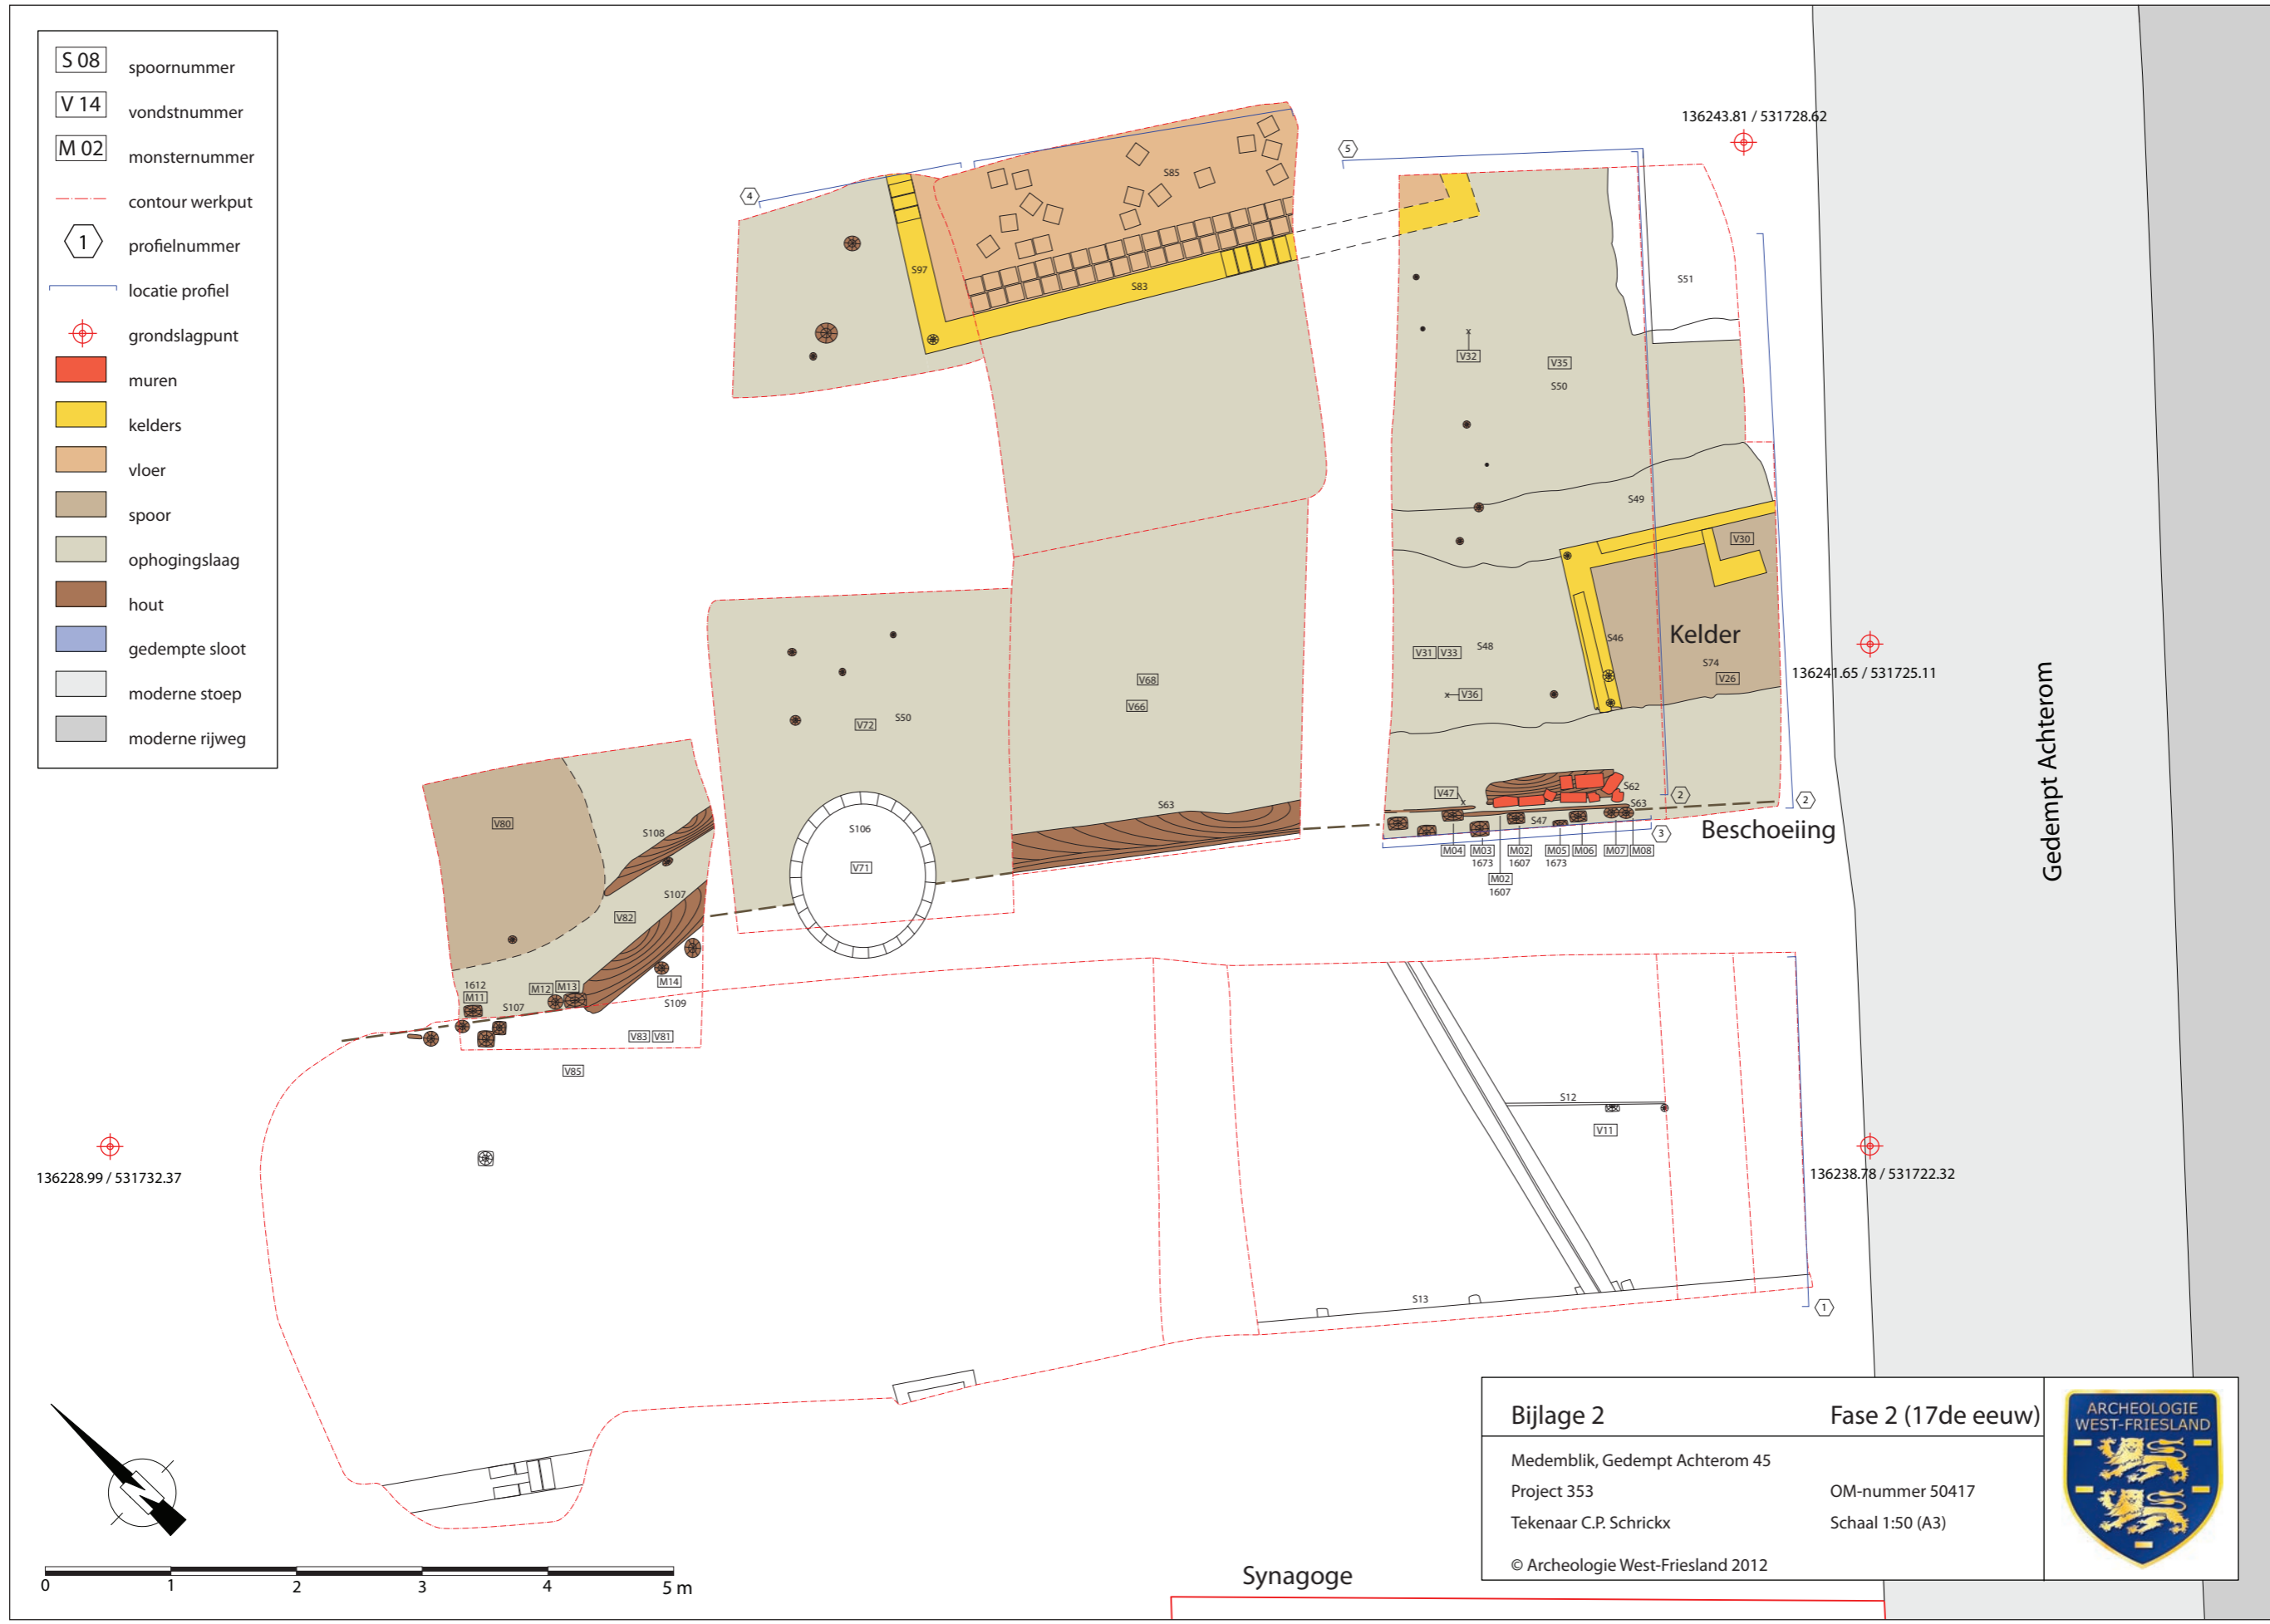 S 08 spoornummer
V 14 vondstnummer
M 02 monsternummer
contour werkput
1 profielnummer
locatie profiel
grondslagpunt
muren
kelders
vloer
spoor
ophogingslaag
hout
gedempte sloot
moderne stoep
moderne rijweg
136243.81 / 531728.62
5
4
S85
S97
S83
S51
V32
V35
S50
S49
V30
Kelder
S46
S74
V26
V31 V33
S48
V36
136241.65 / 531725.11
Gedempt Achterom
V68
V66
V72
S50
S106
V71
S63
V47
S62
S63
S47
2
2
3
Beschoeiing
M04 M03 M02 M05 M06 M07 M08
1673 1607 1673
M02
1607
V80
S108
S107
V82
1612
M11
M12 M13
M14
S107
S109
V83 V81
V85
S12
V11
S13
1
136228.99 / 531732.37
136238.78 / 531722.32
0 1 2 3 4 5 m
Synagoge
Bijlage 2 Fase 2 (17de eeuw)
Medemblik, Gedempt Achterom 45
Project 353 OM-nummer 50417
Tekenaar C.P. Schrickx Schaal 1:50 (A3)
© Archeologie West-Friesland 2012
ARCHEOLOGIE
WEST-FRIESLAND